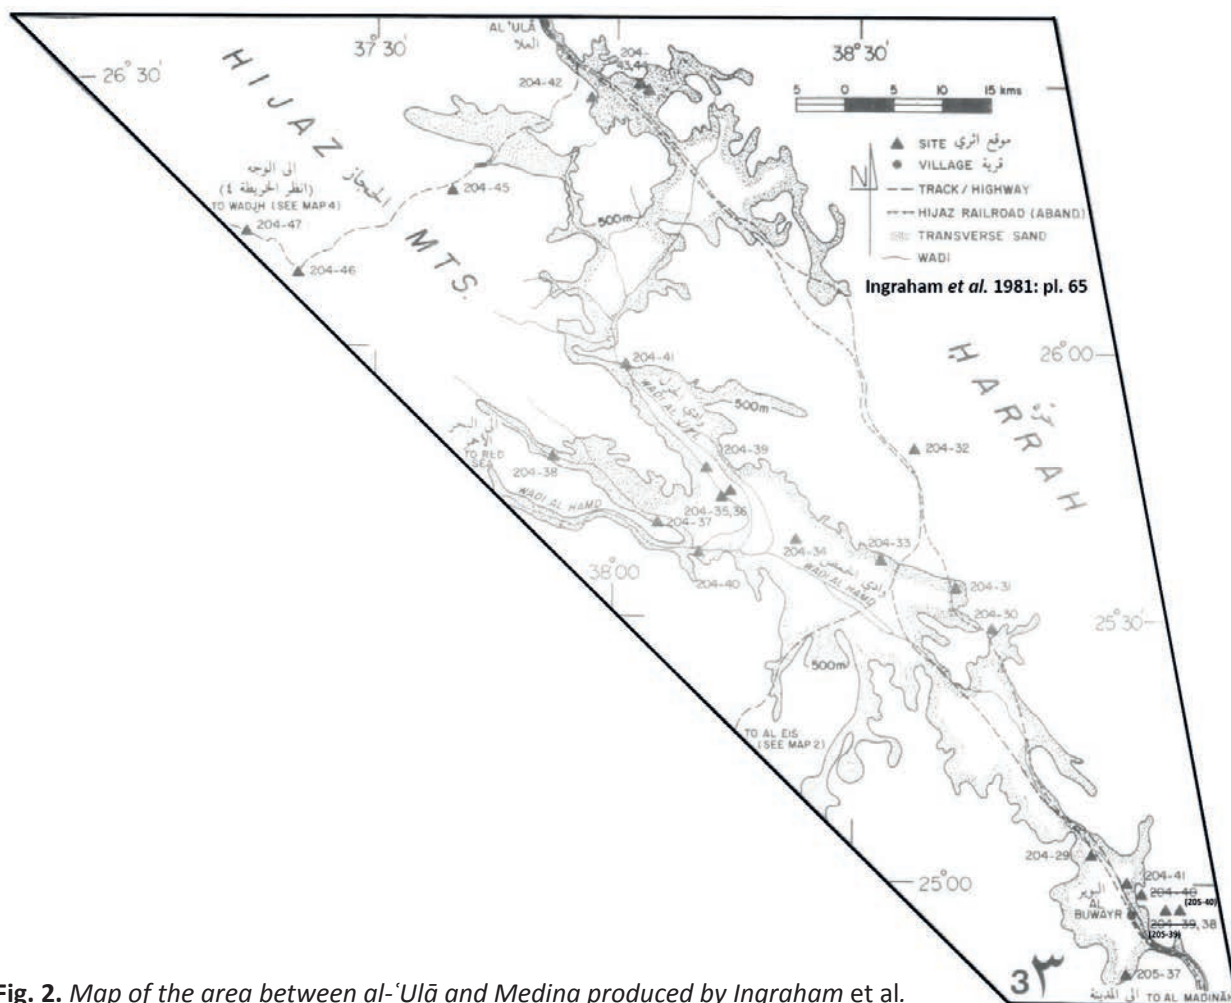 AL 'ULĀ
العلا
37° 30'
204-
43,44
38° 30'
26° 30'
204-42
5 0 5 10 15 kms
HIJAZ
الحجاز
MTS.
▲ SITE موقع اثري
● VILLAGE قرية
N
TRACK / HIGHWAY
HIJAZ RAILROAD (ABAND)
TRANSVERSE SAND
WADI
Ingraham et al. 1981: pl. 65
الى الوجه
(انظر الخريطة ٤)
TO WADJH (SEE MAP 4)
204-45
204-47
204-46
500m
26° 00'
HARRAH
حرة
204-41
وادي الجزل
WADI AL JIZL
500m
204-32
TO RED
SEA
204-38
204-39
WADI AL HAMD
204-35,36
204-37
204-34
204-33
WADI AL HAMD
38° 00'
204-40
204-31
204-30
25° 30'
500m
TO AL EIS
(SEE MAP 2)
204-29
25° 00'
204-41
204-40
(205-40)
البوير
AL
BUWAYR
204-39,38
(205-39)
205-37
3 ٣
الى المدينة
TO AL MADINAH
Fig. 2. Map of the area between al-ʿUlā and Medina produced by Ingraham et al.